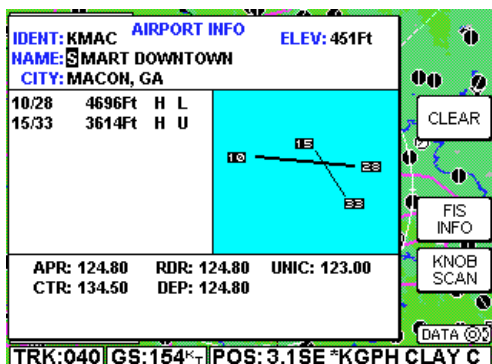 AIRPORT INFO
IDENT: KMAC ELEV: 451Ft
NAME: SMART DOWNTOWN
CITY: MACON, GA
10/28 4696Ft H L
15/33 3614Ft H U
15
10
28
33
APR: 124.80 RDR: 124.80 UNIC: 123.00
CTR: 134.50 DEP: 124.80
CLEAR
FIS
INFO
KNOB
SCAN
DATA
TRK:040 GS:154KT POS: 3.1SE *KGPH CLAY C